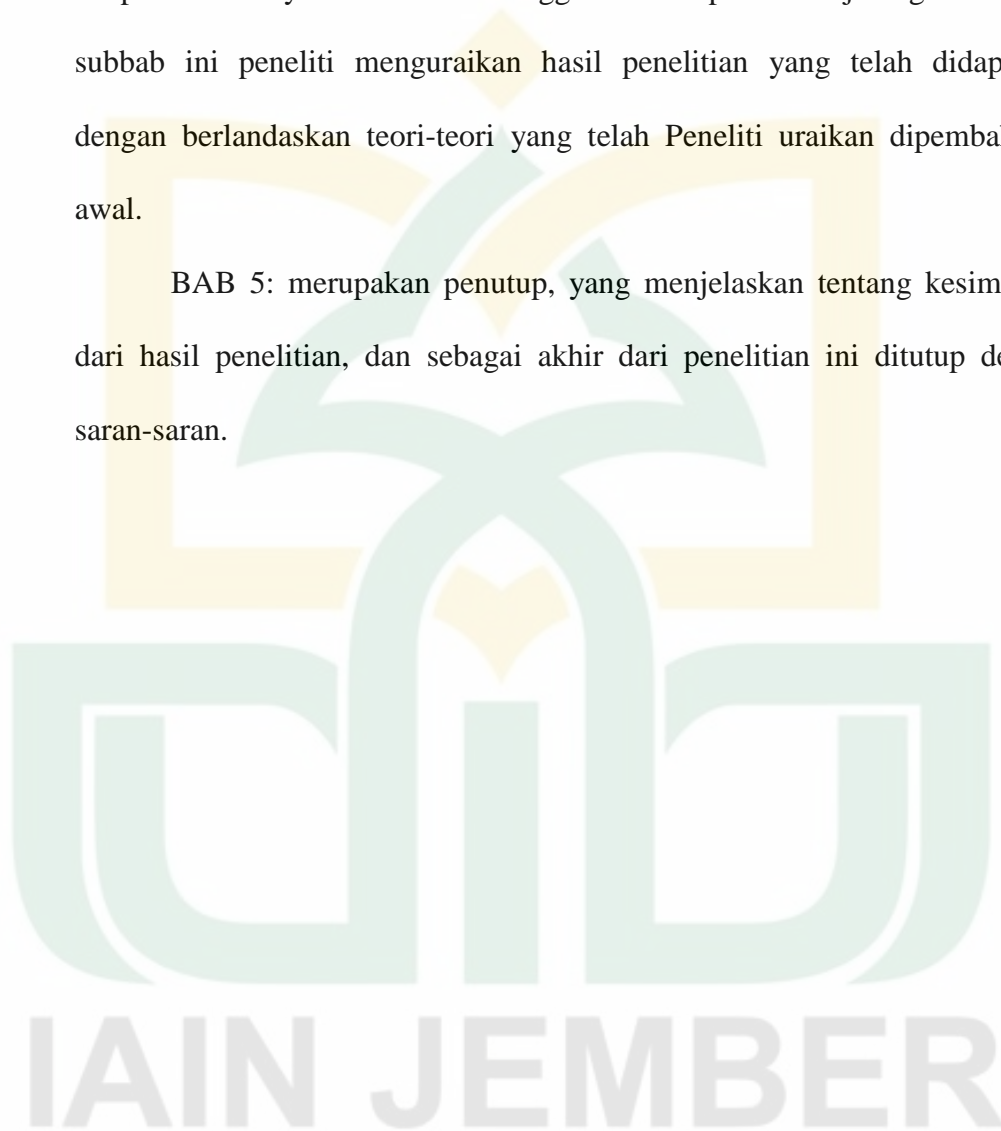 subbab ini peneliti menguraikan hasil penelitian yang telah didap
dengan berlandaskan teori-teori yang telah Peneliti uraikan dipemba
awal.
BAB 5: merupakan penutup, yang menjelaskan tentang kesim
dari hasil penelitian, dan sebagai akhir dari penelitian ini ditutup de
saran-saran.
IAIN JEMBER